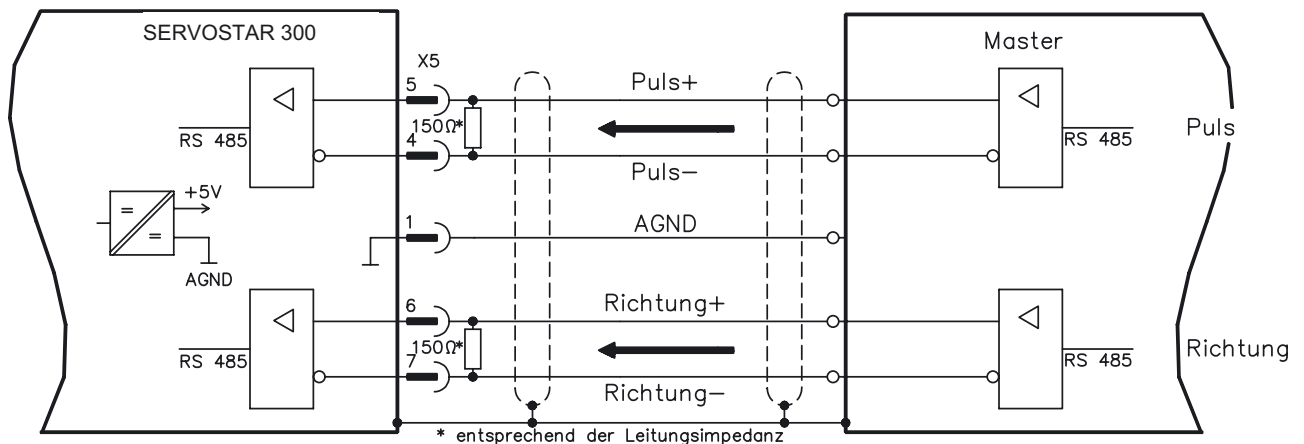 SERVOSTAR 300
Master
X5
5
Puls+
150Ω*
RS 485
RS 485
Puls
4
Puls-
+5V
=
=
AGND
1
AGND
6
Richtung+
150Ω*
RS 485
RS 485
Richtung
7
Richtung-
* entsprechend der Leitungsimpedanz